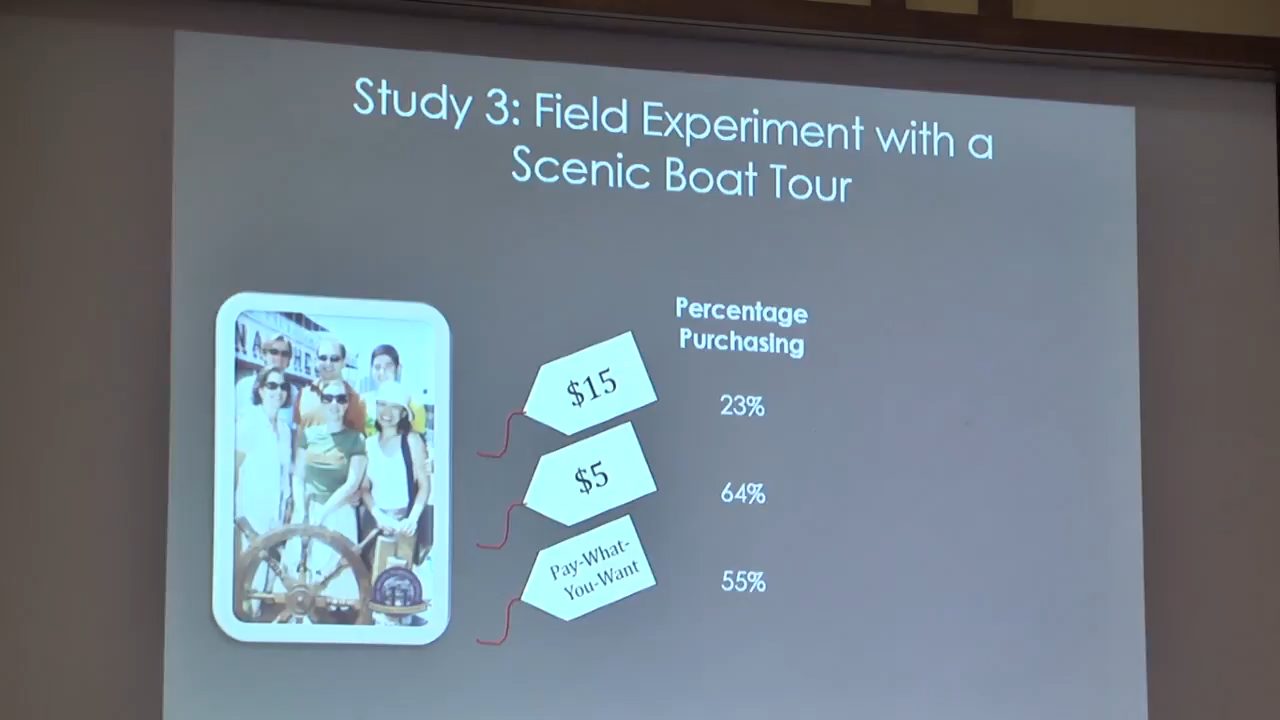 Study 3: Field Experiment with a
Scenic Boat Tour
Percentage
Purchasing
$15
23%
$5
64%
Pay-What-
You-Want
55%